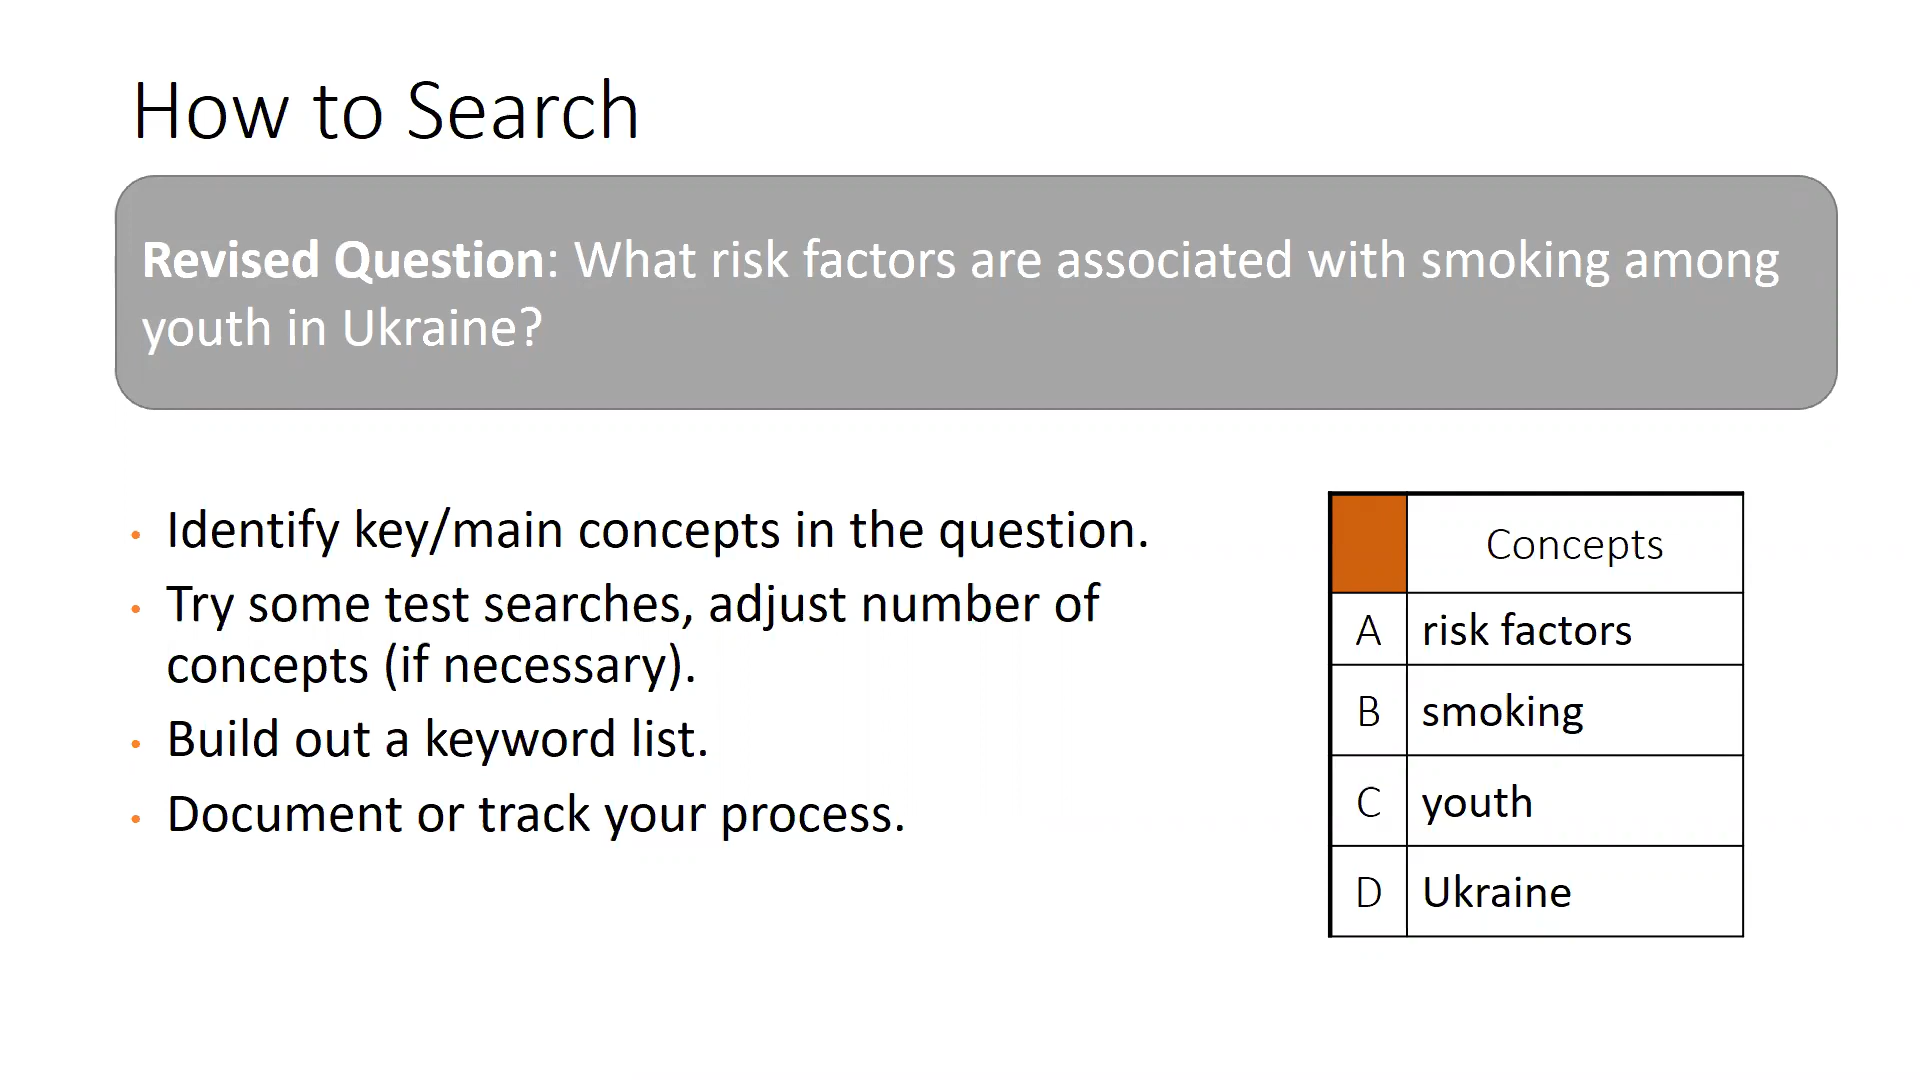 How to Search
Revised Question: What risk factors are associated with smoking among
youth in Ukraine?
• Identify key/main concepts in the question.
• Try some test searches, adjust number of
concepts (if necessary).
• Build out a keyword list.
• Document or track your process.
Concepts
A risk factors
B smoking
C youth
D Ukraine